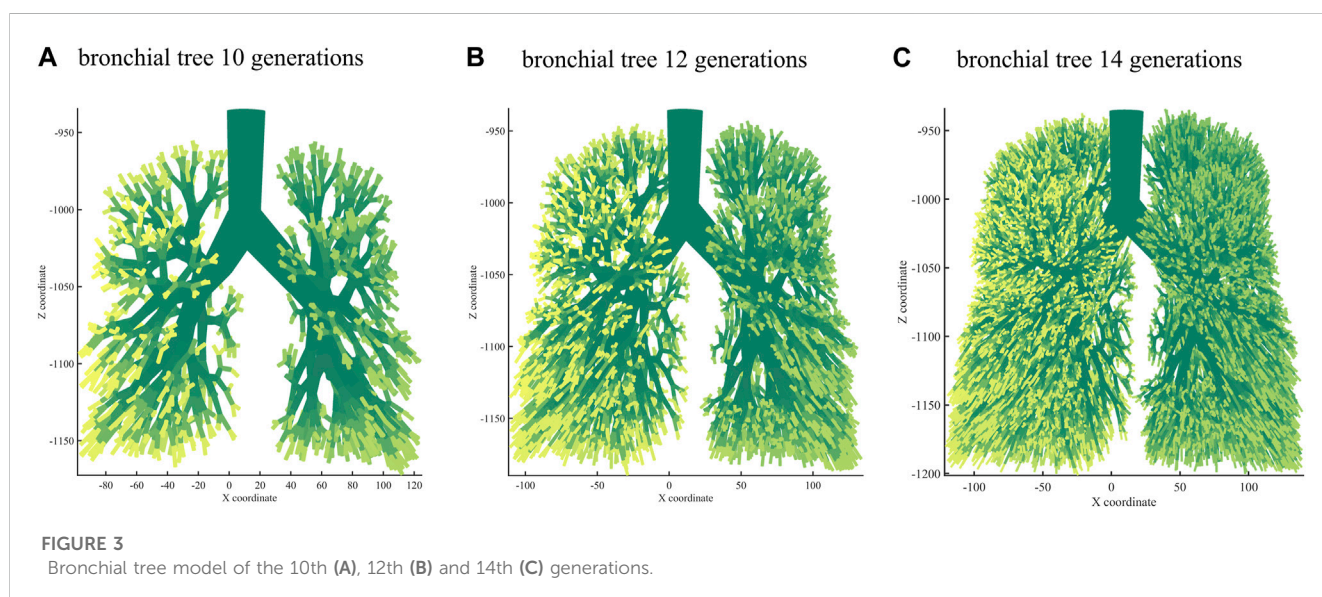 A bronchial tree 10 generations
-950
-1000
-1050
-1100
-1150
Z coordinate
-80 -60 -40 -20 0 20 40 60 80 100 120
X coordinate
B bronchial tree 12 generations
-950
-1000
-1050
-1100
-1150
Z coordinate
-100 -50 0 50 100
X coordinate
C bronchial tree 14 generations
-950
-1000
-1050
-1100
-1150
-1200
Z coordinate
-100 -50 0 50 100
X coordinate
FIGURE 3
Bronchial tree model of the 10th (A), 12th (B) and 14th (C) generations.